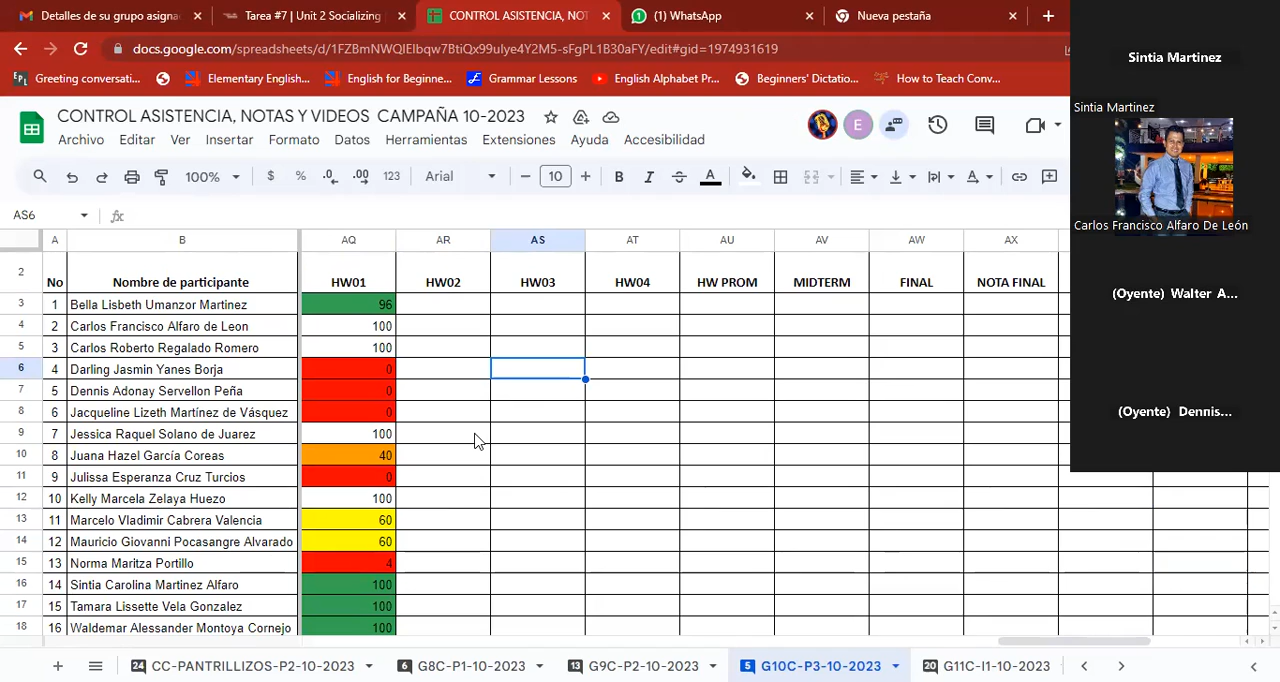 Detalles de su grupo asigna
Tarea #7 | Unit 2 Socializing
CONTROL ASISTENCIA, NOT
(1) WhatsApp
Nueva pestaña
docs.google.com/spreadsheets/d/1FZBmNWQIEIbqw7BtiQx99ulye4Y2M5-sFgPL1B30aFY/edit#gid=1974931619
Greeting conversati...
Elementary English...
English for Beginne...
Grammar Lessons
English Alphabet Pr...
Beginners' Dictatio...
How to Teach Conv...
CONTROL ASISTENCIA, NOTAS Y VIDEOS CAMPAÑA 10-2023
E
Archivo Editar Ver Insertar Formato Datos Herramientas Extensiones Ayuda Accesibilidad
100% $ % .0 .00 123 Arial − 10 + B I A
AS6 fx
A B AQ AR AS AT AU AV AW AX
2 No Nombre de participante HW01 HW02 HW03 HW04 HW PROM MIDTERM FINAL NOTA FINAL
3 1 Bella Lisbeth Umanzor Martinez 96
4 2 Carlos Francisco Alfaro de Leon 100
5 3 Carlos Roberto Regalado Romero 100
6 4 Darling Jasmin Yanes Borja 0
7 5 Dennis Adonay Servellon Peña 0
8 6 Jacqueline Lizeth Martínez de Vásquez 0
9 7 Jessica Raquel Solano de Juarez 100
10 8 Juana Hazel García Coreas 40
11 9 Julissa Esperanza Cruz Turcios 0
12 10 Kelly Marcela Zelaya Huezo 100
13 11 Marcelo Vladimir Cabrera Valencia 60
14 12 Mauricio Giovanni Pocasangre Alvarado 60
15 13 Norma Maritza Portillo 4
16 14 Sintia Carolina Martinez Alfaro 100
17 15 Tamara Lissette Vela Gonzalez 100
18 16 Waldemar Alessander Montoya Cornejo 100
24 CC-PANTRILLIZOS-P2-10-2023
6 G8C-P1-10-2023
13 G9C-P2-10-2023
5 G10C-P3-10-2023
20 G11C-I1-10-2023
Sintia Martinez
Sintia Martinez
Carlos Francisco Alfaro De León
(Oyente) Walter A...
(Oyente) Dennis...